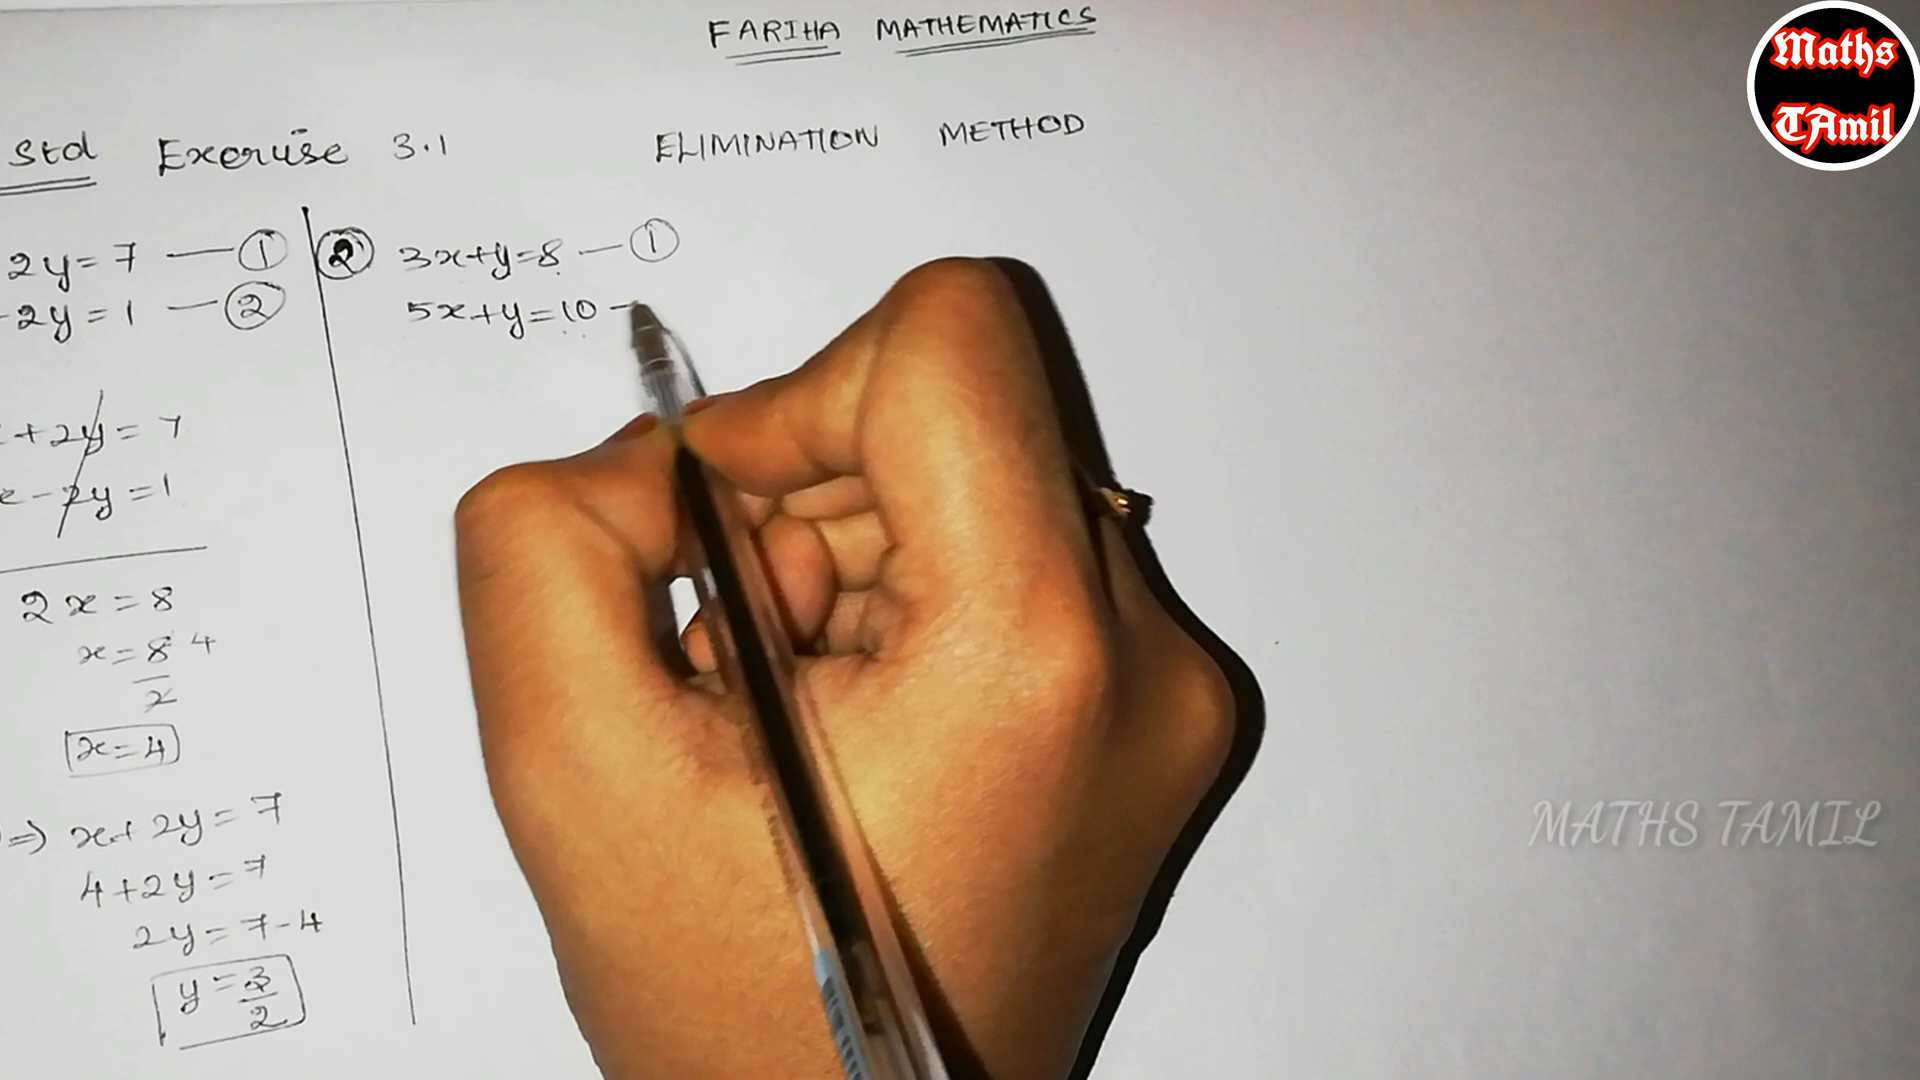 FARIHA MATHEMATICS
Maths
TAmil
Std Exercise 3.1 ELIMINATION METHOD
2y = 7 — ①
-2y = 1 — ②
+ 2y = 7
- 2y = 1
2x = 8
x = 8 4
2
x = 4
⇒ x + 2y = 7
4 + 2y = 7
2y = 7 - 4
y = 3/2
② 3x + y = 8 — ①
5x + y = 10 —
MATHS TAMIL